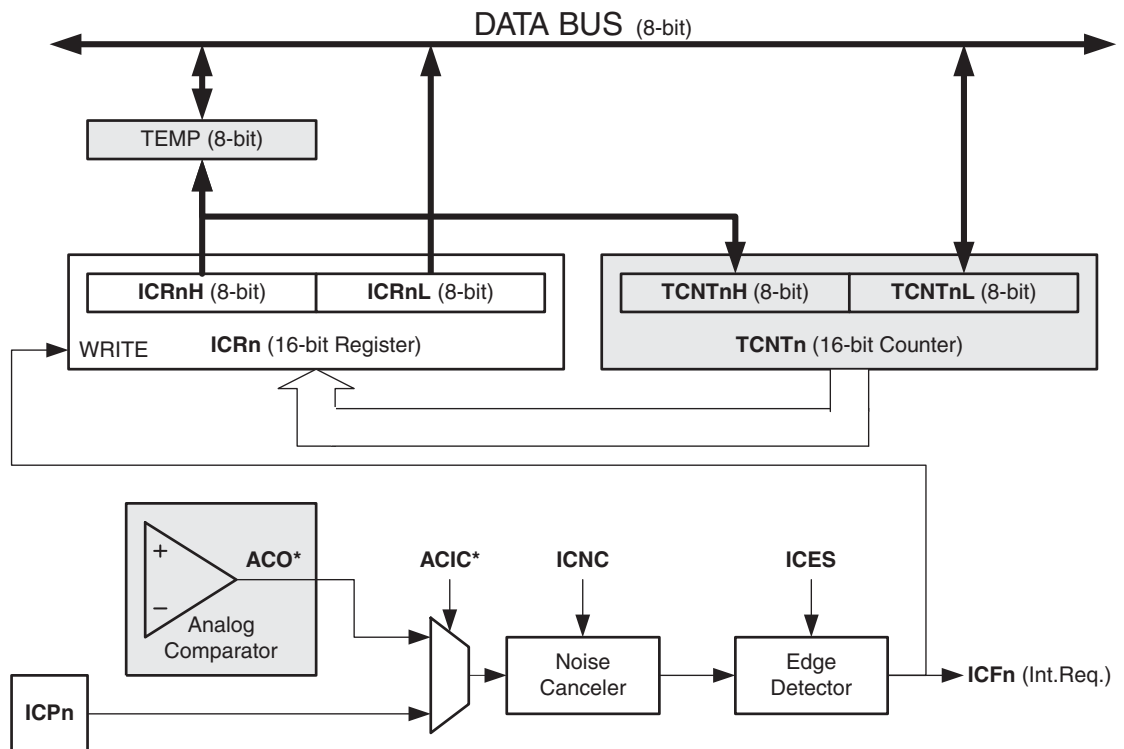 DATA BUS (8-bit)
TEMP (8-bit)
ICRnH (8-bit) ICRnL (8-bit) TCNTnH (8-bit) TCNTnL (8-bit)
WRITE ICRn (16-bit Register) TCNTn (16-bit Counter)
+ ACO* ACIC* ICNC ICES
−
Analog
Comparator
Noise
Canceler
Edge
Detector
ICFn (Int.Req.)
ICPn